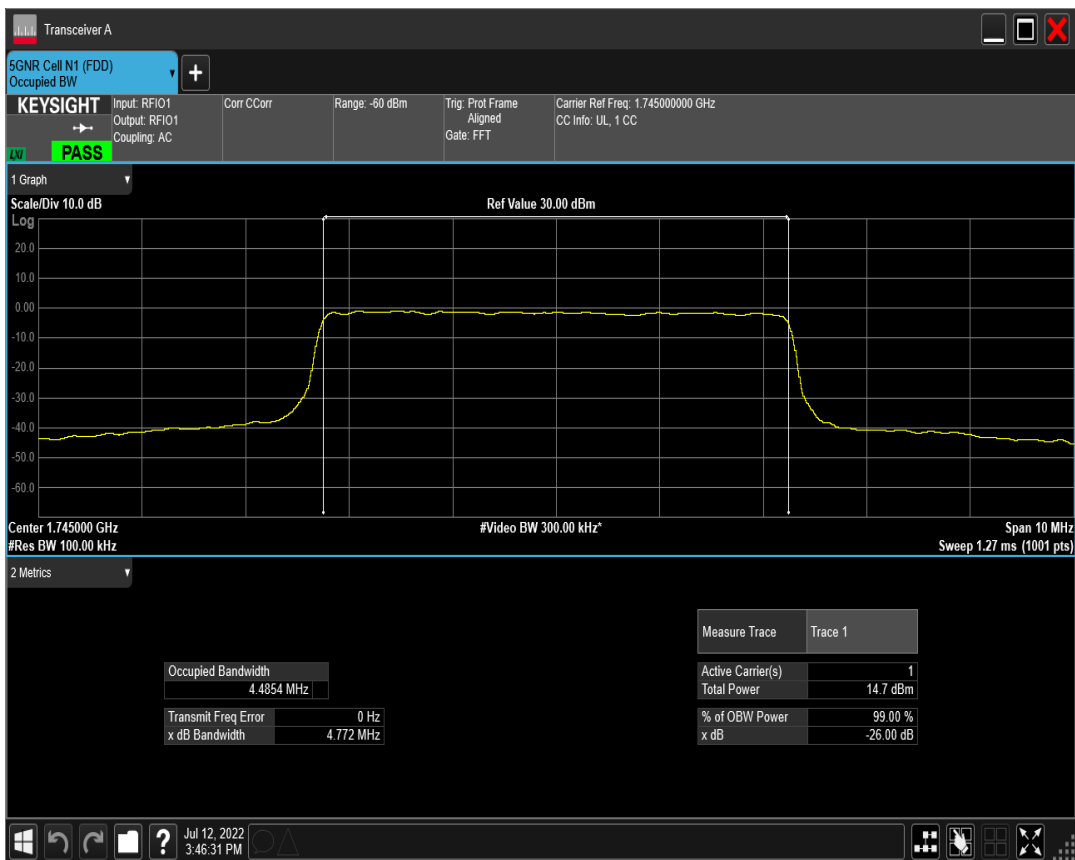 Transceiver A
5GNR Cell N1 (FDD)
Occupied BW
+
KEYSIGHT
LXI
PASS
Input: RFIO1
Output: RFIO1
Coupling: AC
Corr CCorr
Range: -60 dBm
Trig: Prot Frame
Aligned
Gate: FFT
Carrier Ref Freq: 1.745000000 GHz
CC Info: UL, 1 CC
1 Graph
Scale/Div 10.0 dB
Ref Value 30.00 dBm
Log
20.0
10.0
0.00
-10.0
-20.0
-30.0
-40.0
-50.0
-60.0
Center 1.745000 GHz
#Video BW 300.00 kHz*
Span 10 MHz
#Res BW 100.00 kHz
Sweep 1.27 ms (1001 pts)
2 Metrics
Measure Trace Trace 1
Occupied Bandwidth
4.4854 MHz
Transmit Freq Error 0 Hz
x dB Bandwidth 4.772 MHz
Active Carrier(s) 1
Total Power 14.7 dBm
% of OBW Power 99.00 %
x dB -26.00 dB
?
Jul 12, 2022
3:46:31 PM